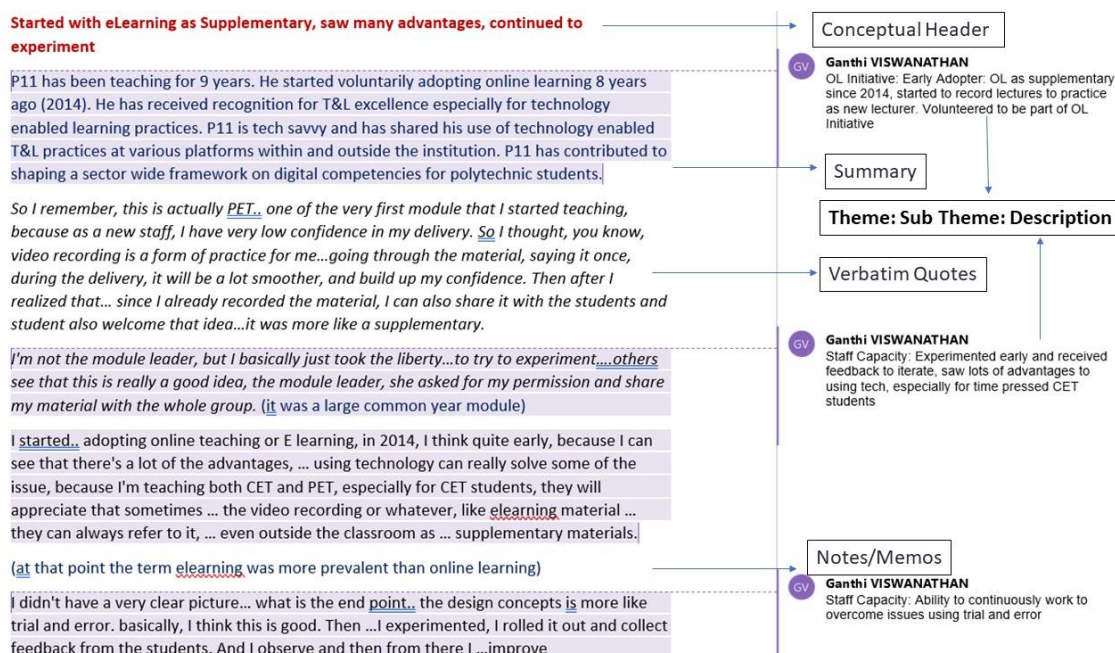 Started with eLearning as Supplementary, saw many advantages, continued to
experiment
P11 has been teaching for 9 years. He started voluntarily adopting online learning 8 years
ago (2014). He has received recognition for T&L excellence especially for technology
enabled learning practices. P11 is tech savvy and has shared his use of technology enabled
T&L practices at various platforms within and outside the institution. P11 has contributed to
shaping a sector wide framework on digital competencies for polytechnic students.
So I remember, this is actually PET.. one of the very first module that I started teaching,
because as a new staff, I have very low confidence in my delivery. So I thought, you know,
video recording is a form of practice for me...going through the material, saying it once,
during the delivery, it will be a lot smoother, and build up my confidence. Then after I
realized that... since I already recorded the material, I can also share it with the students and
student also welcome that idea...it was more like a supplementary.
I'm not the module leader, but I basically just took the liberty...to try to experiment....others
see that this is really a good idea, the module leader, she asked for my permission and share
my material with the whole group. (it was a large common year module)
I started.. adopting online teaching or E learning, in 2014, I think quite early, because I can
see that there's a lot of the advantages, ... using technology can really solve some of the
issue, because I'm teaching both CET and PET, especially for CET students, they will
appreciate that sometimes ... the video recording or whatever, like elearning material ...
they can always refer to it, ... even outside the classroom as ... supplementary materials.
(at that point the term elearning was more prevalent than online learning)
I didn't have a very clear picture... what is the end point.. the design concepts is more like
trial and error. basically, I think this is good. Then ...I experimented, I rolled it out and collect
feedback from the students. And I observe and then from there I ...improve
Conceptual Header
GV
Ganthi VISWANATHAN
OL Initiative: Early Adopter: OL as supplementary
since 2014, started to record lectures to practice
as new lecturer. Volunteered to be part of OL
Initiative
Summary
Theme: Sub Theme: Description
Verbatim Quotes
GV
Ganthi VISWANATHAN
Staff Capacity: Experimented early and received
feedback to iterate, saw lots of advantages to
using tech, especially for time pressed CET
students
Notes/Memos
GV
Ganthi VISWANATHAN
Staff Capacity: Ability to continuously work to
overcome issues using trial and error